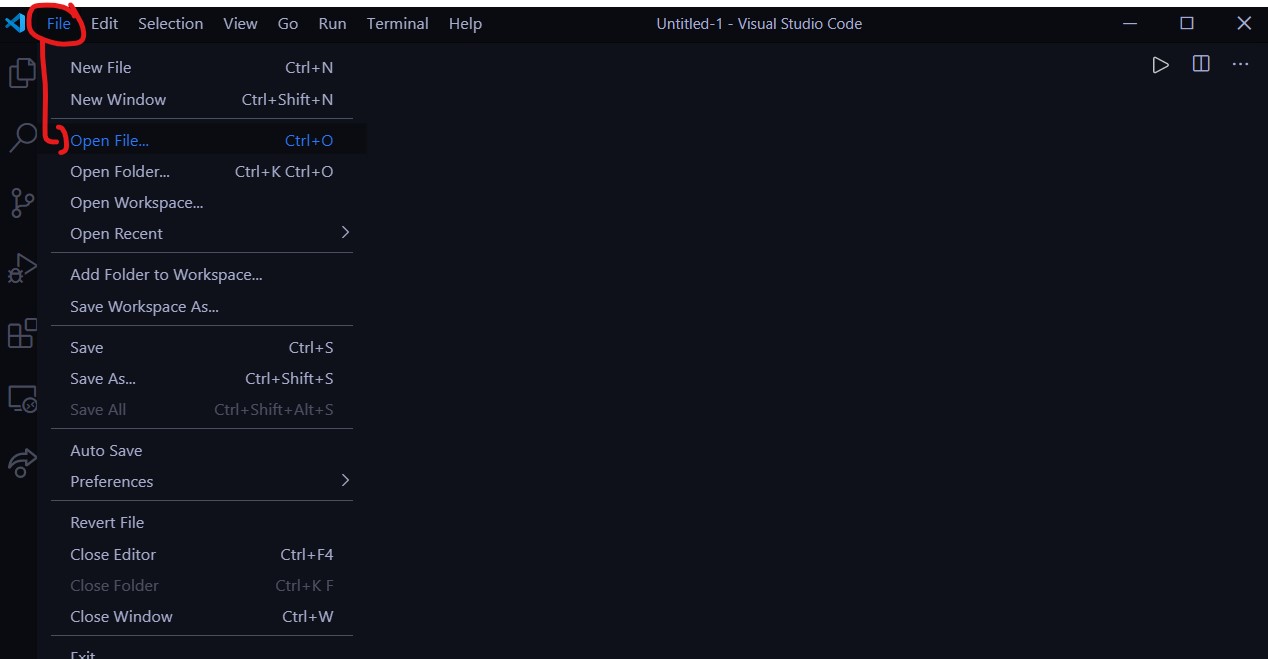 File Edit Selection View Go Run Terminal Help Untitled-1 - Visual Studio Code
New File Ctrl+N
New Window Ctrl+Shift+N
Open File... Ctrl+O
Open Folder... Ctrl+K Ctrl+O
Open Workspace...
Open Recent
Add Folder to Workspace...
Save Workspace As...
Save Ctrl+S
Save As... Ctrl+Shift+S
Save All Ctrl+Shift+Alt+S
Auto Save
Preferences
Revert File
Close Editor Ctrl+F4
Close Folder Ctrl+K F
Close Window Ctrl+W
Exit